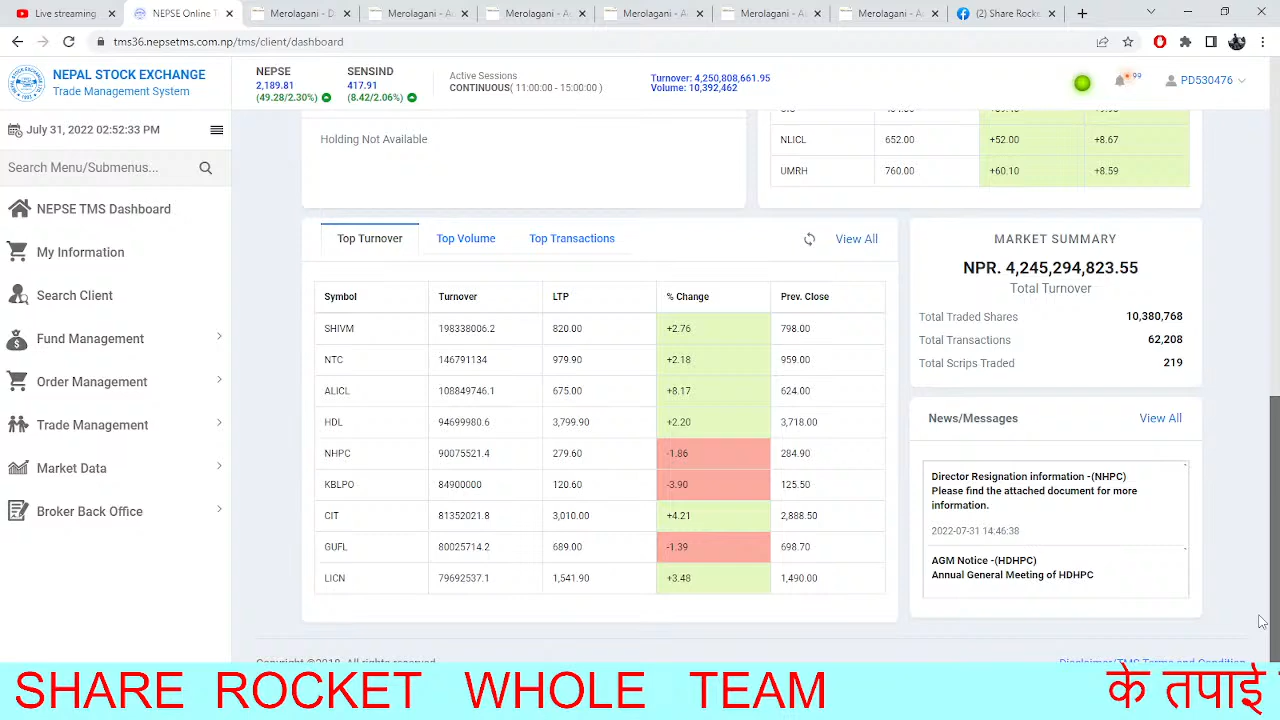 Live streaming
NEPSE Online T
Merolagani - D
Merolagani -
Merolagani -
Merolagani - A
Merolagani - A
Merolagani - A
(2) Share Rocke
tms36.nepsetms.com.np/tms/client/dashboard
NEPAL STOCK EXCHANGE
Trade Management System
NEPSE
2,189.81
(49.28/2.30%)
SENSIND
417.91
(8.42/2.06%)
Active Sessions
CONTINUOUS( 11:00:00 - 15:00:00 )
Turnover: 4,250,808,661.95
Volume: 10,392,462
99
PD530476
July 31, 2022 02:52:33 PM
Search Menu/Submenus...
NEPSE TMS Dashboard
My Information
Search Client
Fund Management
Order Management
Trade Management
Market Data
Broker Back Office
Holding Not Available
NLICL 652.00 +52.00 +8.67
UMRH 760.00 +60.10 +8.59
Top Turnover Top Volume Top Transactions View All
Symbol Turnover LTP % Change Prev. Close
SHIVM 198338006.2 820.00 +2.76 798.00
NTC 146791134 979.90 +2.18 959.00
ALICL 108849746.1 675.00 +8.17 624.00
HDL 94699980.6 3,799.90 +2.20 3,718.00
NHPC 90075521.4 279.60 -1.86 284.90
KBLPO 84900000 120.60 -3.90 125.50
CIT 81352021.8 3,010.00 +4.21 2,888.50
GUFL 80025714.2 689.00 -1.39 698.70
LICN 79692537.1 1,541.90 +3.48 1,490.00
MARKET SUMMARY
NPR. 4,245,294,823.55
Total Turnover
Total Traded Shares 10,380,768
Total Transactions 62,208
Total Scrips Traded 219
News/Messages View All
Director Resignation information -(NHPC)
Please find the attached document for more
information.
2022-07-31 14:46:38
AGM Notice -(HDHPC)
Annual General Meeting of HDHPC
Copyright ©2018. All rights reserved
Disclaimer/TMS Terms and Condition
SHARE ROCKET WHOLE TEAM के तपाई